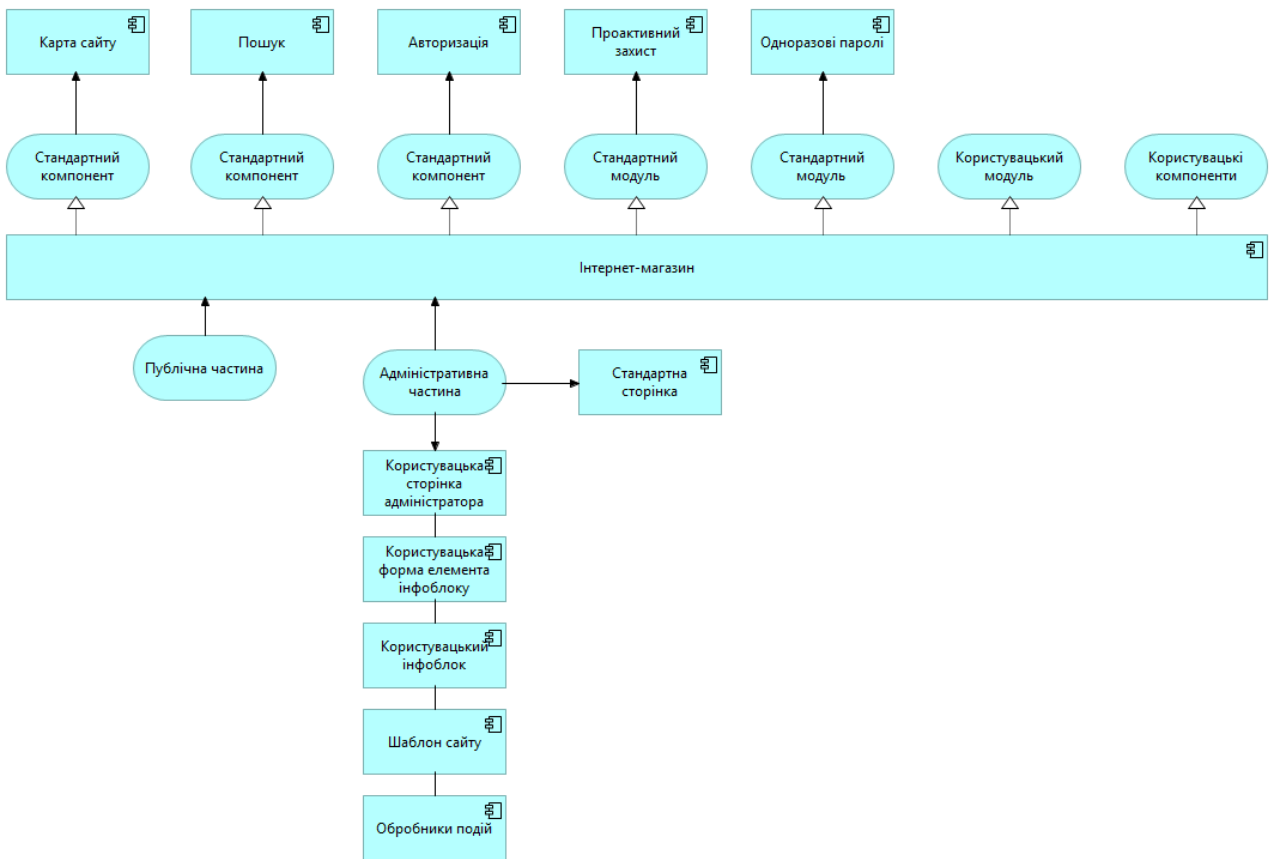 Карта сайту
Пошук
Авторизація
Проактивний
захист
Одноразові паролі
Стандартний
компонент
Стандартний
компонент
Стандартний
компонент
Стандартний
модуль
Стандартний
модуль
Користувацький
модуль
Користувацькі
компоненти
Інтернет-магазин
Публічна частина
Адміністративна
частина
Стандартна
сторінка
Користувацька
сторінка
адміністратора
Користувацька
форма елемента
інфоблоку
Користувацький
інфоблок
Шаблон сайту
Обробники подій